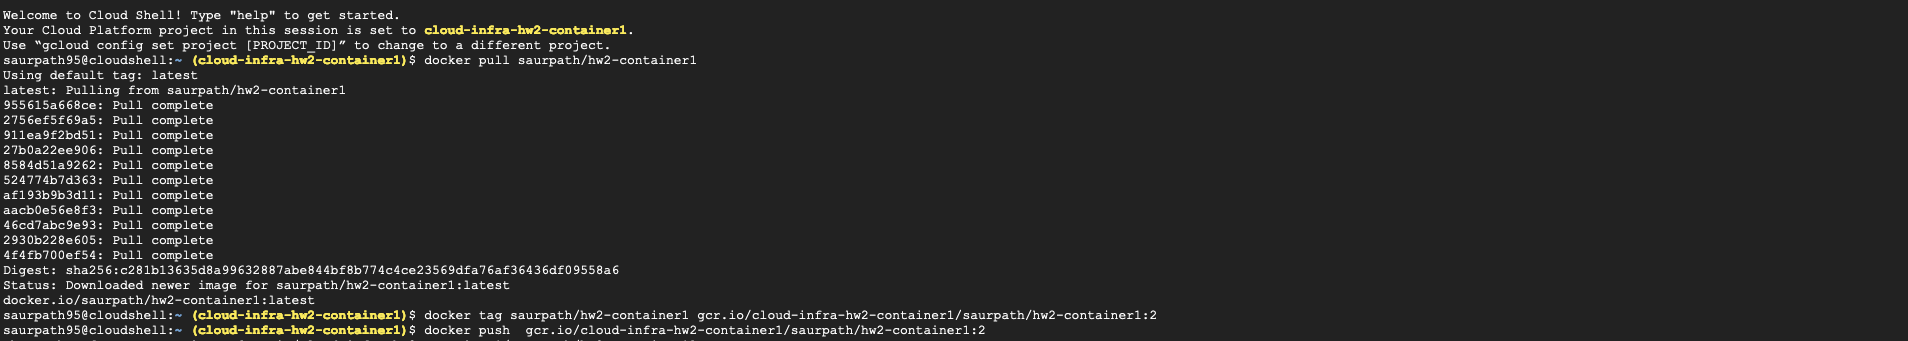 Welcome to Cloud Shell! Type "help" to get started.
Your Cloud Platform project in this session is set to cloud-infra-hw2-container1.
Use “gcloud config set project [PROJECT_ID]” to change to a different project.
saurpath95@cloudshell:~ (cloud-infra-hw2-container1)$ docker pull saurpath/hw2-container1
Using default tag: latest
latest: Pulling from saurpath/hw2-container1
955615a668ce: Pull complete
2756ef5f69a5: Pull complete
911ea9f2bd51: Pull complete
27b0a22ee906: Pull complete
8584d51a9262: Pull complete
524774b7d363: Pull complete
af193b9b3d11: Pull complete
aacb0e56e8f3: Pull complete
46cd7abc9e93: Pull complete
2930b228e605: Pull complete
4f4fb700ef54: Pull complete
Digest: sha256:c281b13635d8a99632887abe844bf8b774c4ce23569dfa76af36436df09558a6
Status: Downloaded newer image for saurpath/hw2-container1:latest
docker.io/saurpath/hw2-container1:latest
saurpath95@cloudshell:~ (cloud-infra-hw2-container1)$ docker tag saurpath/hw2-container1 gcr.io/cloud-infra-hw2-container1/saurpath/hw2-container1:2
saurpath95@cloudshell:~ (cloud-infra-hw2-container1)$ docker push  gcr.io/cloud-infra-hw2-container1/saurpath/hw2-container1:2